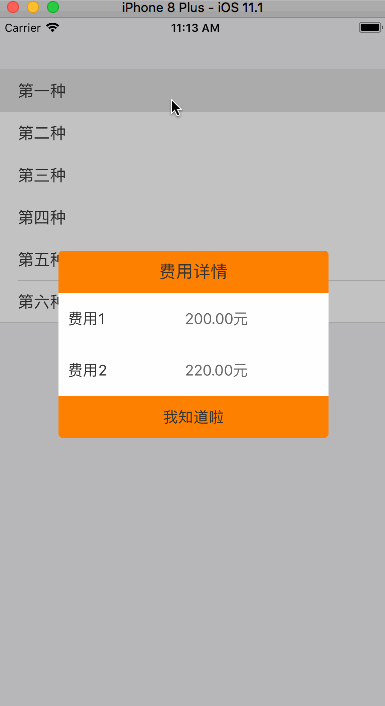 iPhone 8 Plus - iOS 11.1
Carrier 11:13 AM
第一种
第二种
第三种
第四种
第五种
费用详情
第六种
费用1 200.00元
费用2 220.00元
我知道啦